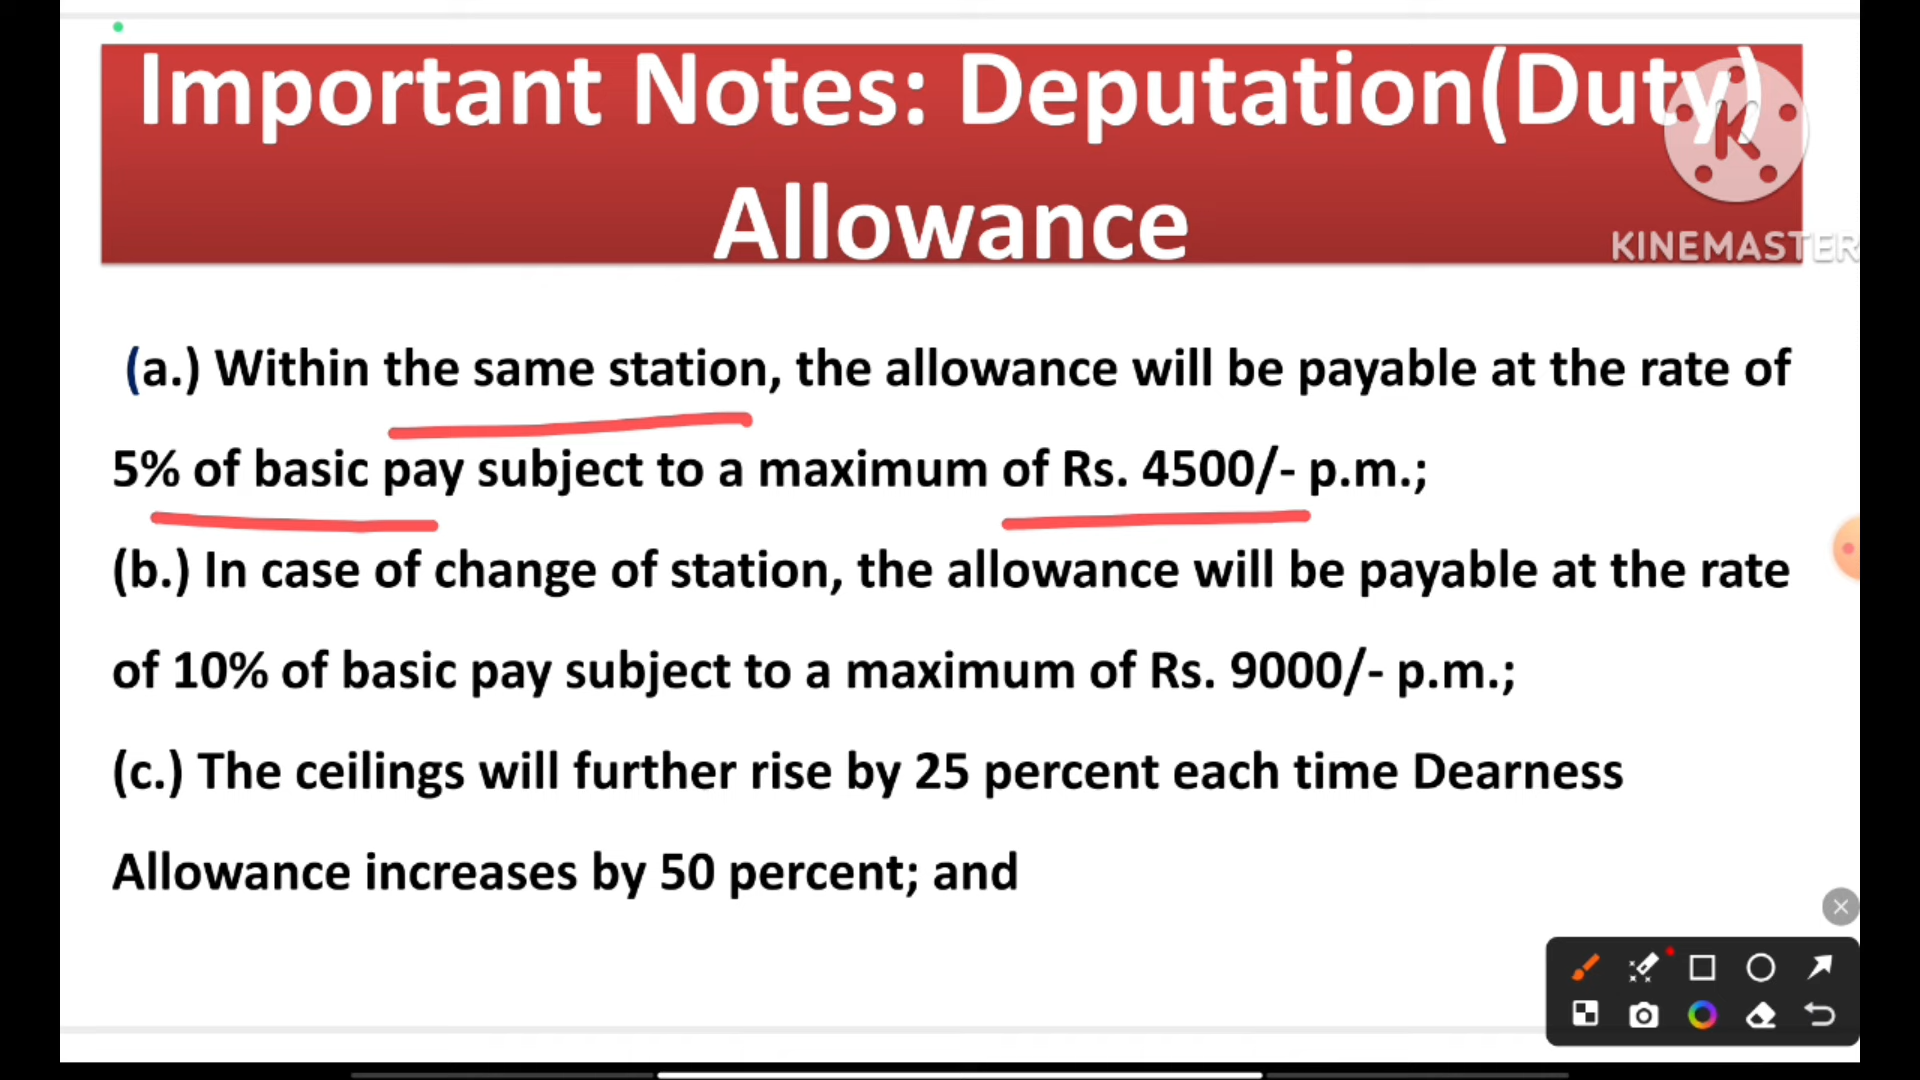 Important Notes: Deputation(Duty)
Allowance
K
KINEMASTER
(a.) Within the same station, the allowance will be payable at the rate of
5% of basic pay subject to a maximum of Rs. 4500/- p.m.;
(b.) In case of change of station, the allowance will be payable at the rate
of 10% of basic pay subject to a maximum of Rs. 9000/- p.m.;
(c.) The ceilings will further rise by 25 percent each time Dearness
Allowance increases by 50 percent; and